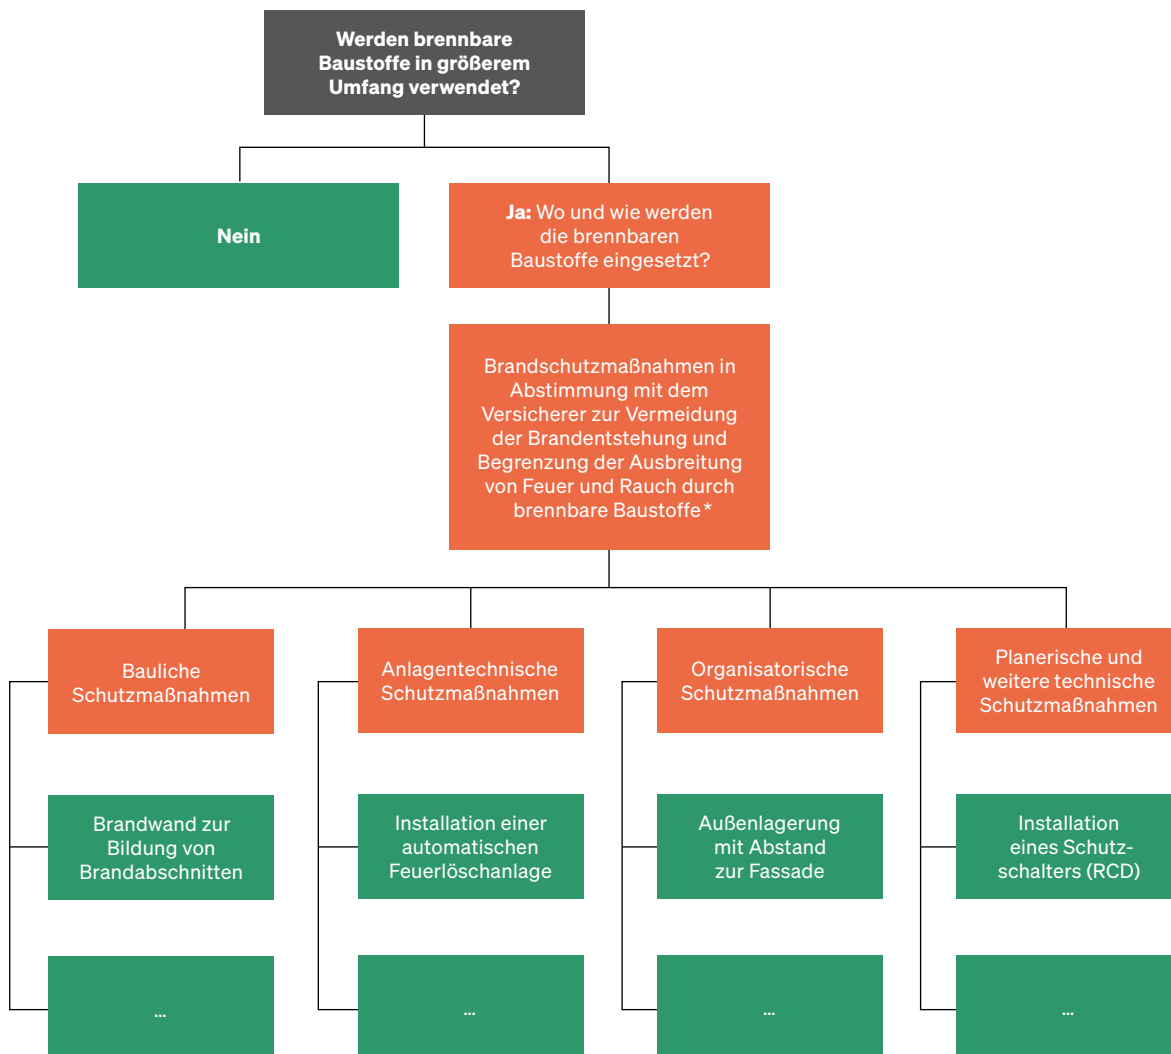 Werden brennbare
Baustoffe in größerem
Umfang verwendet?
Nein
Ja: Wo und wie werden
die brennbaren
Baustoffe eingesetzt?
Brandschutzmaßnahmen in
Abstimmung mit dem
Versicherer zur Vermeidung
der Brandentstehung und
Begrenzung der Ausbreitung
von Feuer und Rauch durch
brennbare Baustoffe*
Bauliche
Schutzmaßnahmen
Anlagentechnische
Schutzmaßnahmen
Organisatorische
Schutzmaßnahmen
Planerische und
weitere technische
Schutzmaßnahmen
Brandwand zur
Bildung von
Brandabschnitten
Installation einer
automatischen
Feuerlöschanlage
Außenlagerung
mit Abstand
zur Fassade
Installation
eines Schutz-
schalters (RCD)
...
...
...
...